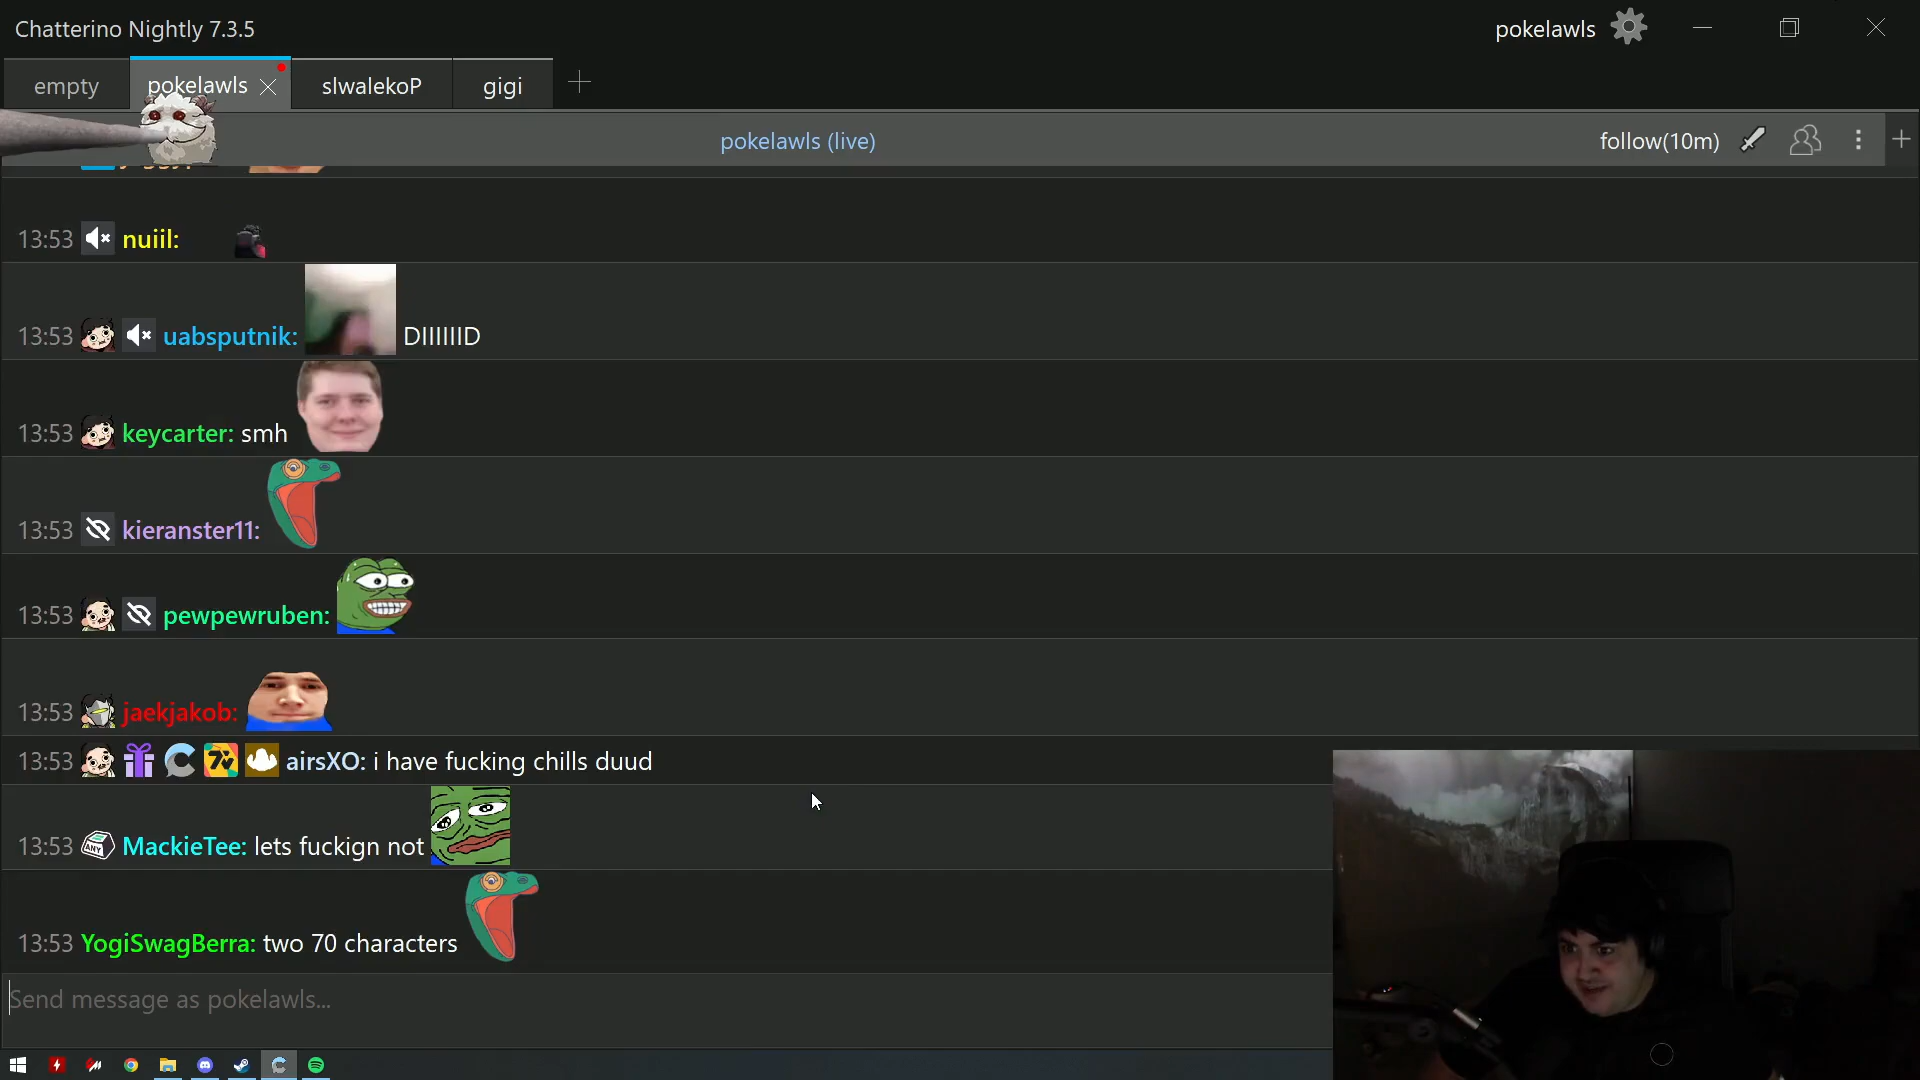 Chatterino Nightly 7.3.5
pokelawls
empty
pokelawls
slwalekoP
gigi
pokelawls (live)
follow(10m)
13:53 nuiil:
13:53 uabsputnik: DIIIIIID
13:53 keycarter: smh
13:53 kieranster11:
13:53 pewpewruben:
13:53 jaekjakob:
13:53 airsXO: i have fucking chills duud
13:53 ANY MackieTee: lets fuckign not
13:53 YogiSwagBerra: two 70 characters
Send message as pokelawls...